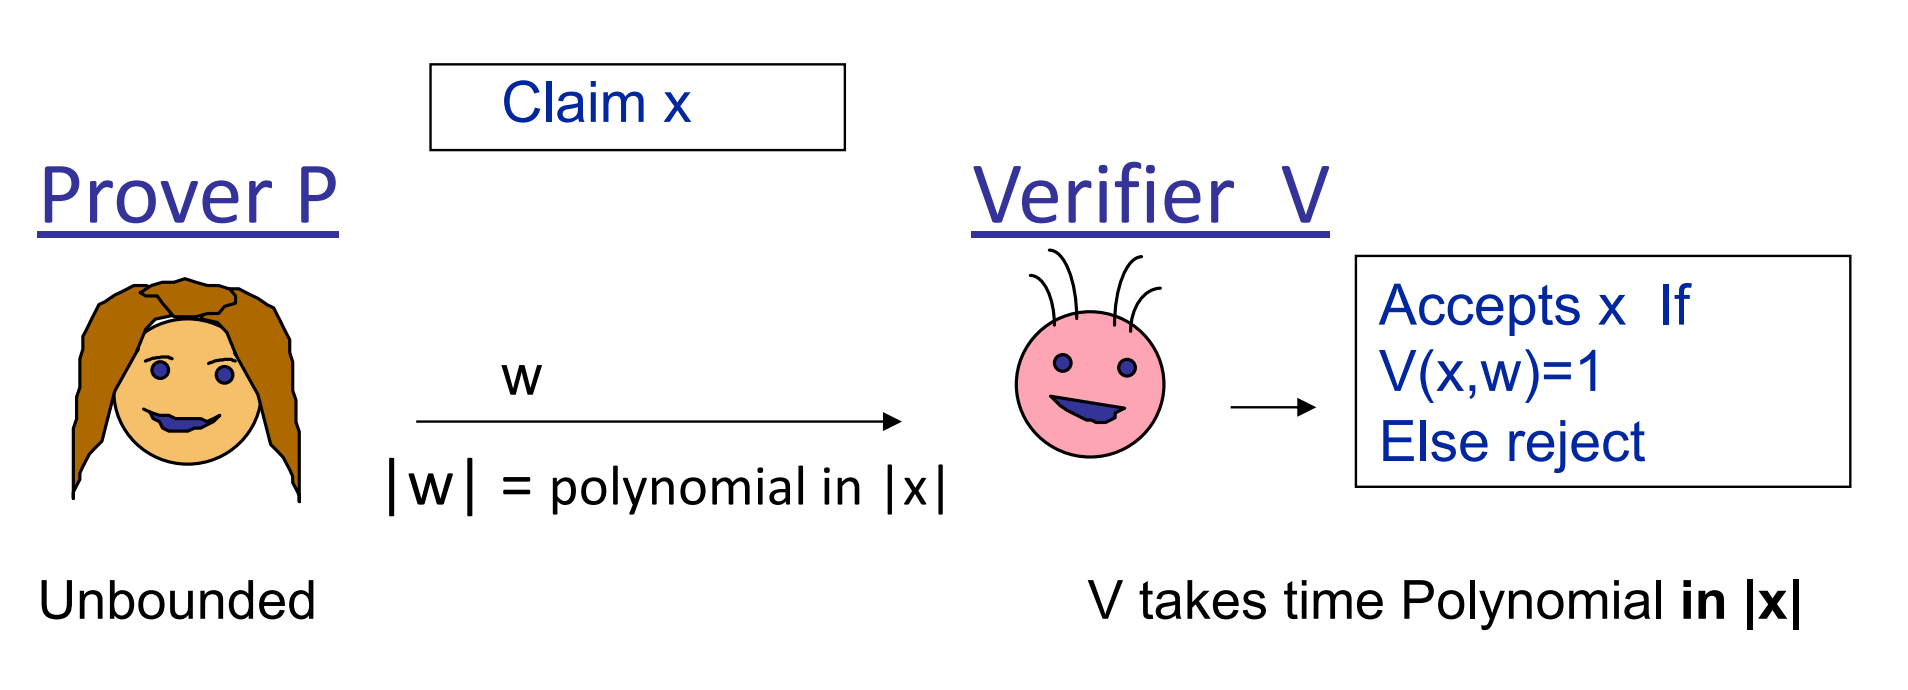 Claim x
Prover P
Verifier V
Accepts x If
V(x,w)=1
Else reject
w
|w| = polynomial in |x|
Unbounded
V takes time Polynomial in |x|